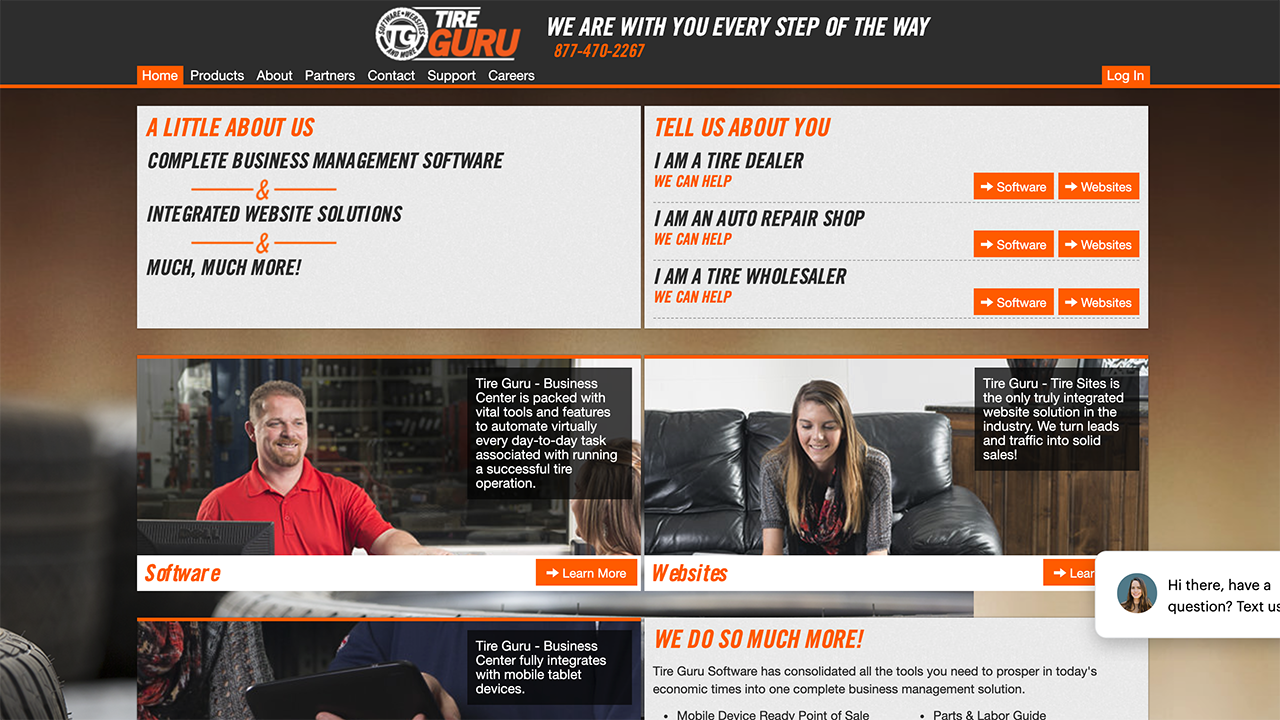 SOFTWARE • WEBSITES
AND MORE
TG
TIRE
GURU
WE ARE WITH YOU EVERY STEP OF THE WAY
877-470-2267
Home Products About Partners Contact Support Careers Log In
A LITTLE ABOUT US
COMPLETE BUSINESS MANAGEMENT SOFTWARE
&
INTEGRATED WEBSITE SOLUTIONS
&
MUCH, MUCH MORE!
TELL US ABOUT YOU
I AM A TIRE DEALER
WE CAN HELP
Software Websites
I AM AN AUTO REPAIR SHOP
WE CAN HELP
Software Websites
I AM A TIRE WHOLESALER
WE CAN HELP
Software Websites
Tire Guru - Business
Center is packed with
vital tools and features
to automate virtually
every day-to-day task
associated with running
a successful tire
operation.
DELL
Software
Learn More
Tire Guru - Tire Sites is
the only truly integrated
website solution in the
industry. We turn leads
and traffic into solid
sales!
Websites
Lear
Hi there, have a
question? Text us
Tire Guru - Business
Center fully integrates
with mobile tablet
devices.
WE DO SO MUCH MORE!
Tire Guru Software has consolidated all the tools you need to prosper in today's
economic times into one complete business management solution.
• Mobile Device Ready Point of Sale
• Parts & Labor Guide